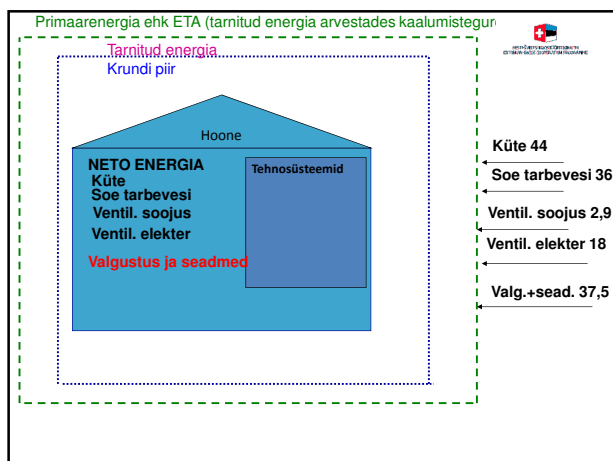 Primaarenergia ehk ETA (tarnitud energia arvestades kaalumistegure
Tarnitud energia
Krundi piir
Hoone
NETO ENERGIA
Küte
Soe tarbevesi
Ventil. soojus
Ventil. elekter
Valgustus ja seadmed
Tehnosüsteemid
Küte 44
Soe tarbevesi 36
Ventil. soojus 2,9
Ventil. elekter 18
Valg.+sead. 37,5